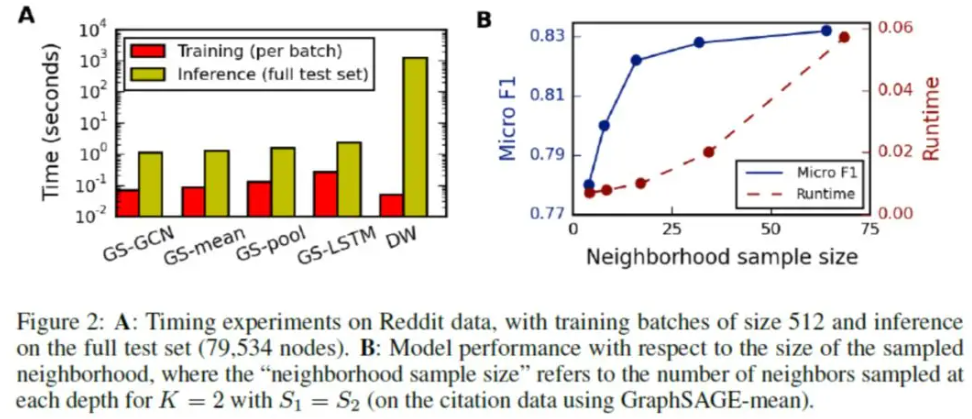 A
10^4
10^3
10^2
10^1
10^0
10^-1
10^-2
Time (seconds)
Training (per batch)
Inference (full test set)
GS-GCN
GS-mean
GS-pool
GS-LSTM
DW
B
0.83
0.81
0.79
0.77
Micro F1
0.06
0.04
0.02
0.00
Runtime
Micro F1
Runtime
0 25 50 75
Neighborhood sample size
Figure 2: A: Timing experiments on Reddit data, with training batches of size 512 and inference
on the full test set (79,534 nodes). B: Model performance with respect to the size of the sampled
neighborhood, where the “neighborhood sample size” refers to the number of neighbors sampled at
each depth for K = 2 with S₁ = S₂ (on the citation data using GraphSAGE-mean).